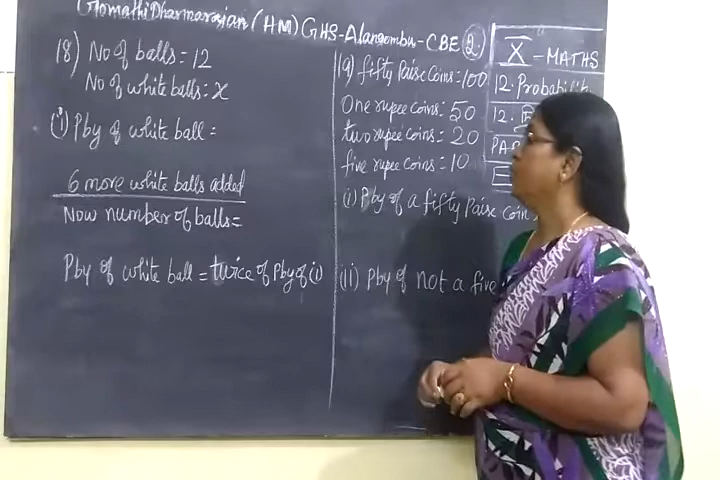 Gomathi Dharmarajan (HM) GHS-Alangombu-CBE 2.
18) No of balls = 12
No of white balls: x
(i) Pby of white ball =
6 more white balls added
Now number of balls=
Pby of white ball = twice of Pby of (i)
19) fifty Paise Coins = 100
One rupee coins: 50
two rupee coins: 20
five rupee coins = 10
(i) Pby of a fifty Paise coin
(ii) Pby of not a five
X - MATHS
12. Probability
12.